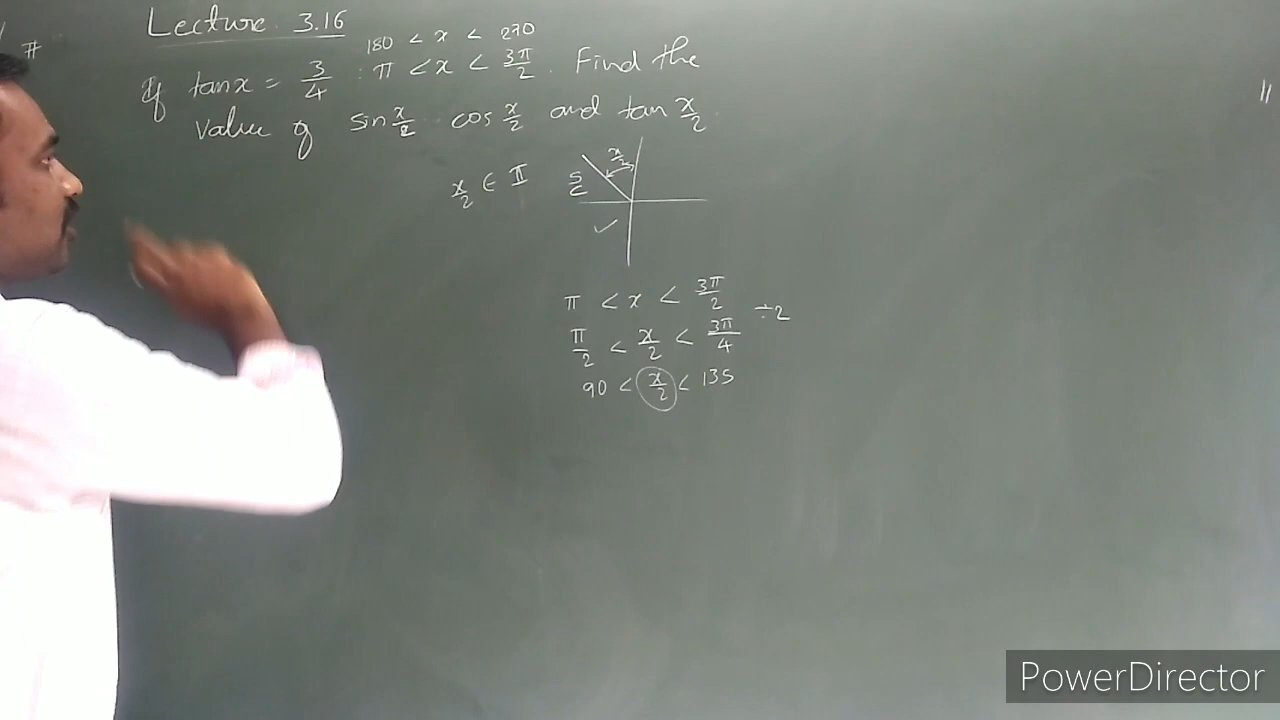 Lecture 3.16
#
180 < x < 270
If tan x = 3/4 : π < x < 3π/2. Find the
value of sin x/2 cos x/2 and tan x/2.
x/2
x/2 ∈ II
S/C
π < x < 3π/2
÷2
π/2 < x/2 < 3π/4
90 < x/2 < 135
PowerDirector